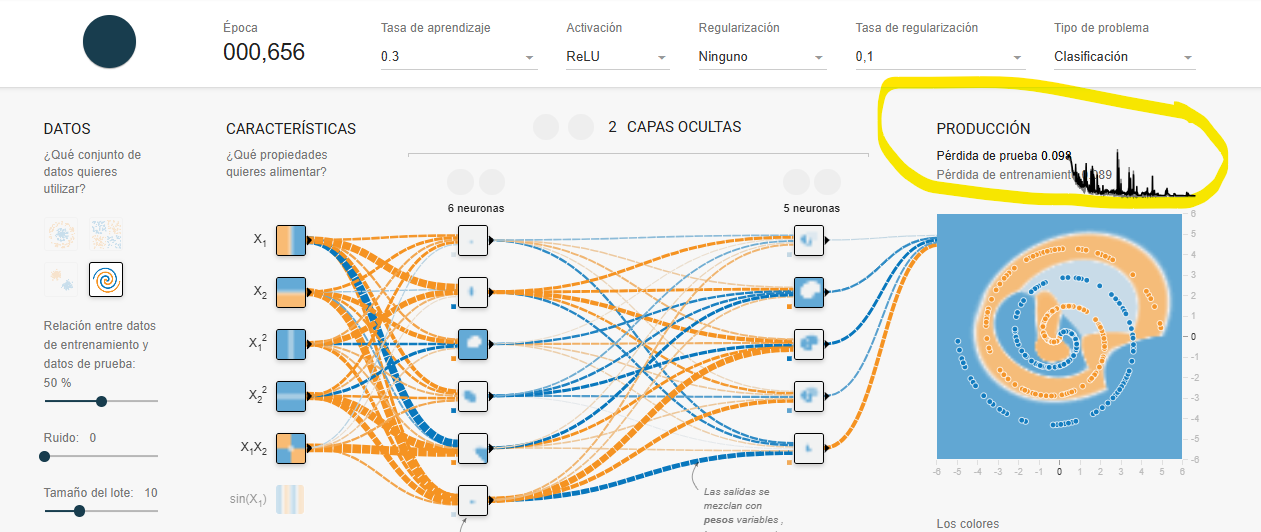 Época
000,656
Tasa de aprendizaje
0.3
Activación
ReLU
Regularización
Ninguno
Tasa de regularización
0,1
Tipo de problema
Clasificación
DATOS
¿Qué conjunto de
datos quieres
utilizar?
Relación entre datos
de entrenamiento y
datos de prueba:
50 %
Ruido: 0
Tamaño del lote: 10
CARACTERÍSTICAS
¿Qué propiedades
quieres alimentar?
X₁
X₂
X₁²
X₂²
X₁X₂
sin(X₁)
2 CAPAS OCULTAS
6 neuronas
5 neuronas
Las salidas se
mezclan con
pesos variables ,
PRODUCCIÓN
Pérdida de prueba 0.098
Pérdida de entrenamiento 0.089
6
5
4
3
2
1
0
-1
-2
-3
-4
-5
-6
-6 -5 -4 -3 -2 -1 0 1 2 3 4 5 6
Los colores